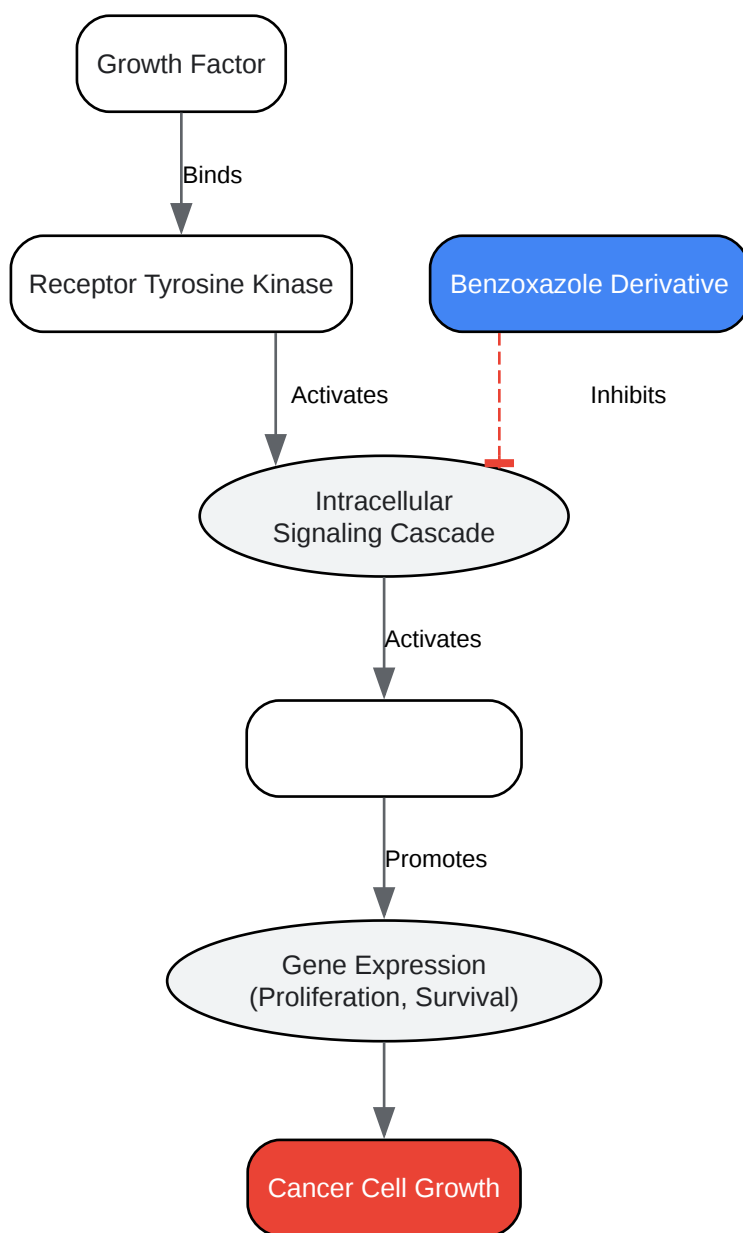 Growth Factor
Binds
Receptor Tyrosine Kinase
Benzoxazole Derivative
Activates
Inhibits
Intracellular
Signaling Cascade
Activates
Promotes
Gene Expression
(Proliferation, Survival)
Cancer Cell Growth